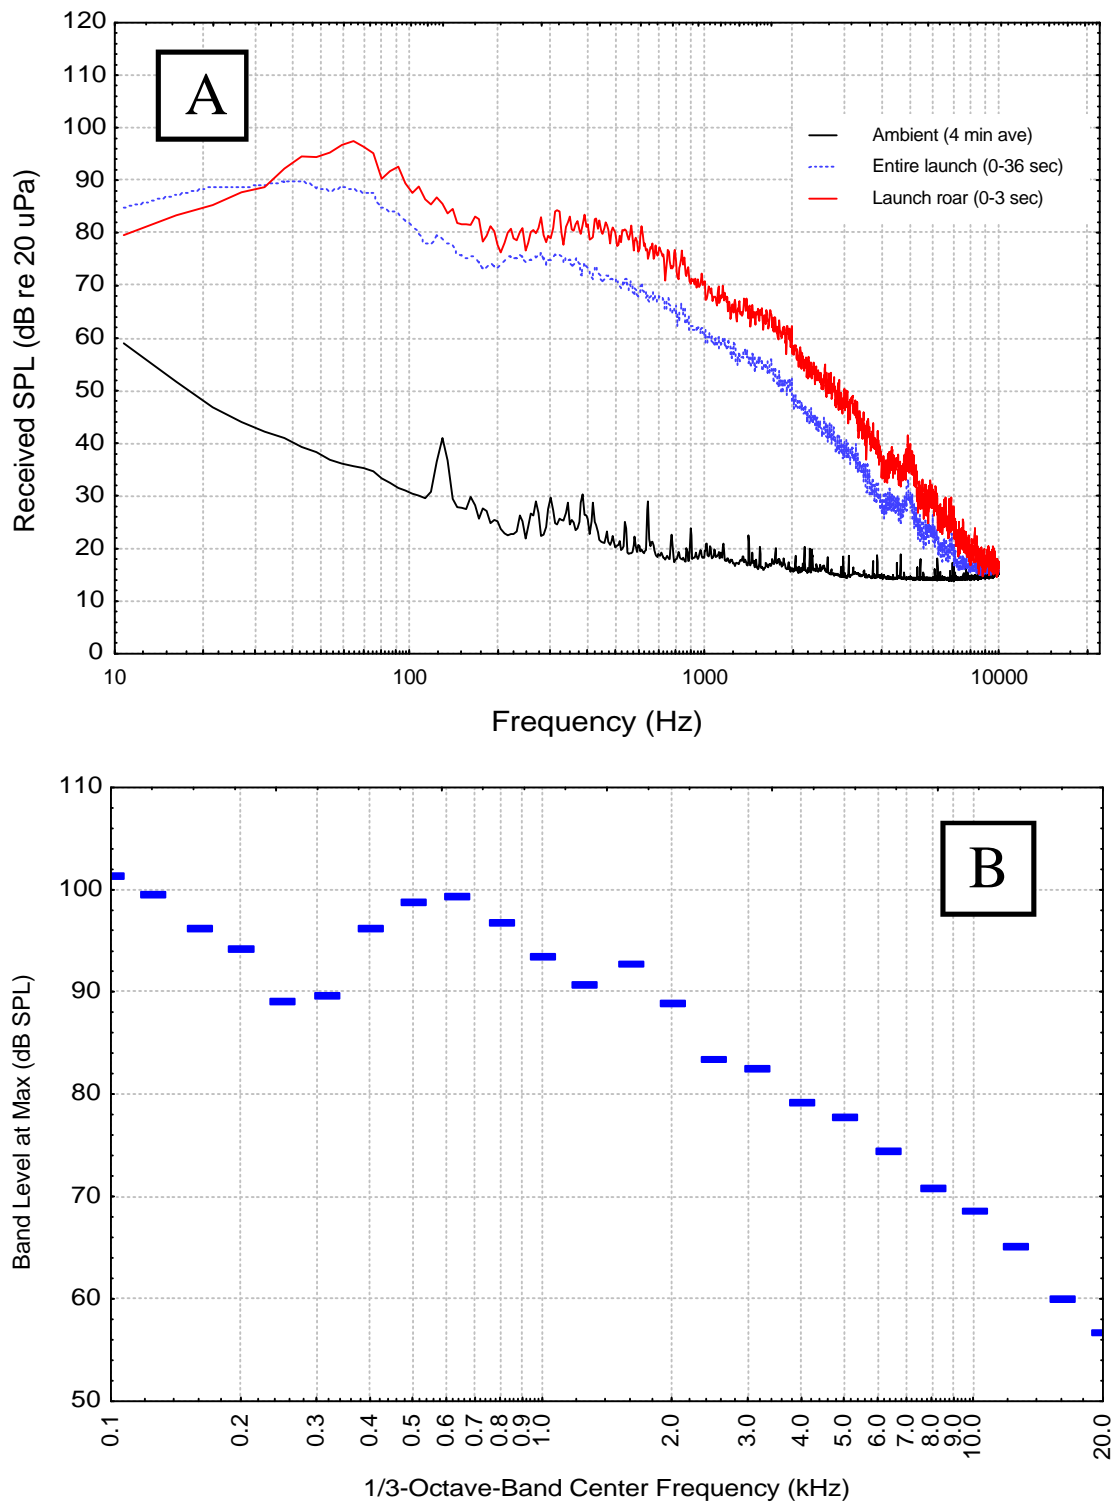 120
110
100
90
80
70
60
50
40
30
20
10
0
Received SPL (dB re 20 uPa)
A
Ambient (4 min ave)
Entire launch (0-36 sec)
Launch roar (0-3 sec)
10 100 1000 10000
Frequency (Hz)
110
100
90
80
70
60
50
Band Level at Max (dB SPL)
B
0.1 0.2 0.3 0.4 0.5 0.6 0.7 0.8 0.9 1.0 2.0 3.0 4.0 5.0 6.0 7.0 8.0 9.0 10.0 20.0
1/3-Octave-Band Center Frequency (kHz)